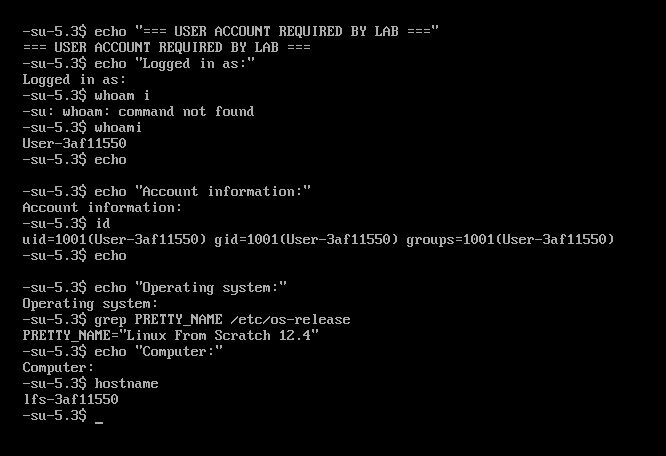 -su-5.3$ echo "=== USER ACCOUNT REQUIRED BY LAB ==="
=== USER ACCOUNT REQUIRED BY LAB ===
-su-5.3$ echo "Logged in as:"
Logged in as:
-su-5.3$ whoam i
-su: whoam: command not found
-su-5.3$ whoami
User-3af11550
-su-5.3$ echo

-su-5.3$ echo "Account information:"
Account information:
-su-5.3$ id
uid=1001(User-3af11550) gid=1001(User-3af11550) groups=1001(User-3af11550)
-su-5.3$ echo

-su-5.3$ echo "Operating system:"
Operating system:
-su-5.3$ grep PRETTY_NAME /etc/os-release
PRETTY_NAME="Linux From Scratch 12.4"
-su-5.3$ echo "Computer:"
Computer:
-su-5.3$ hostname
lfs-3af11550
-su-5.3$ _